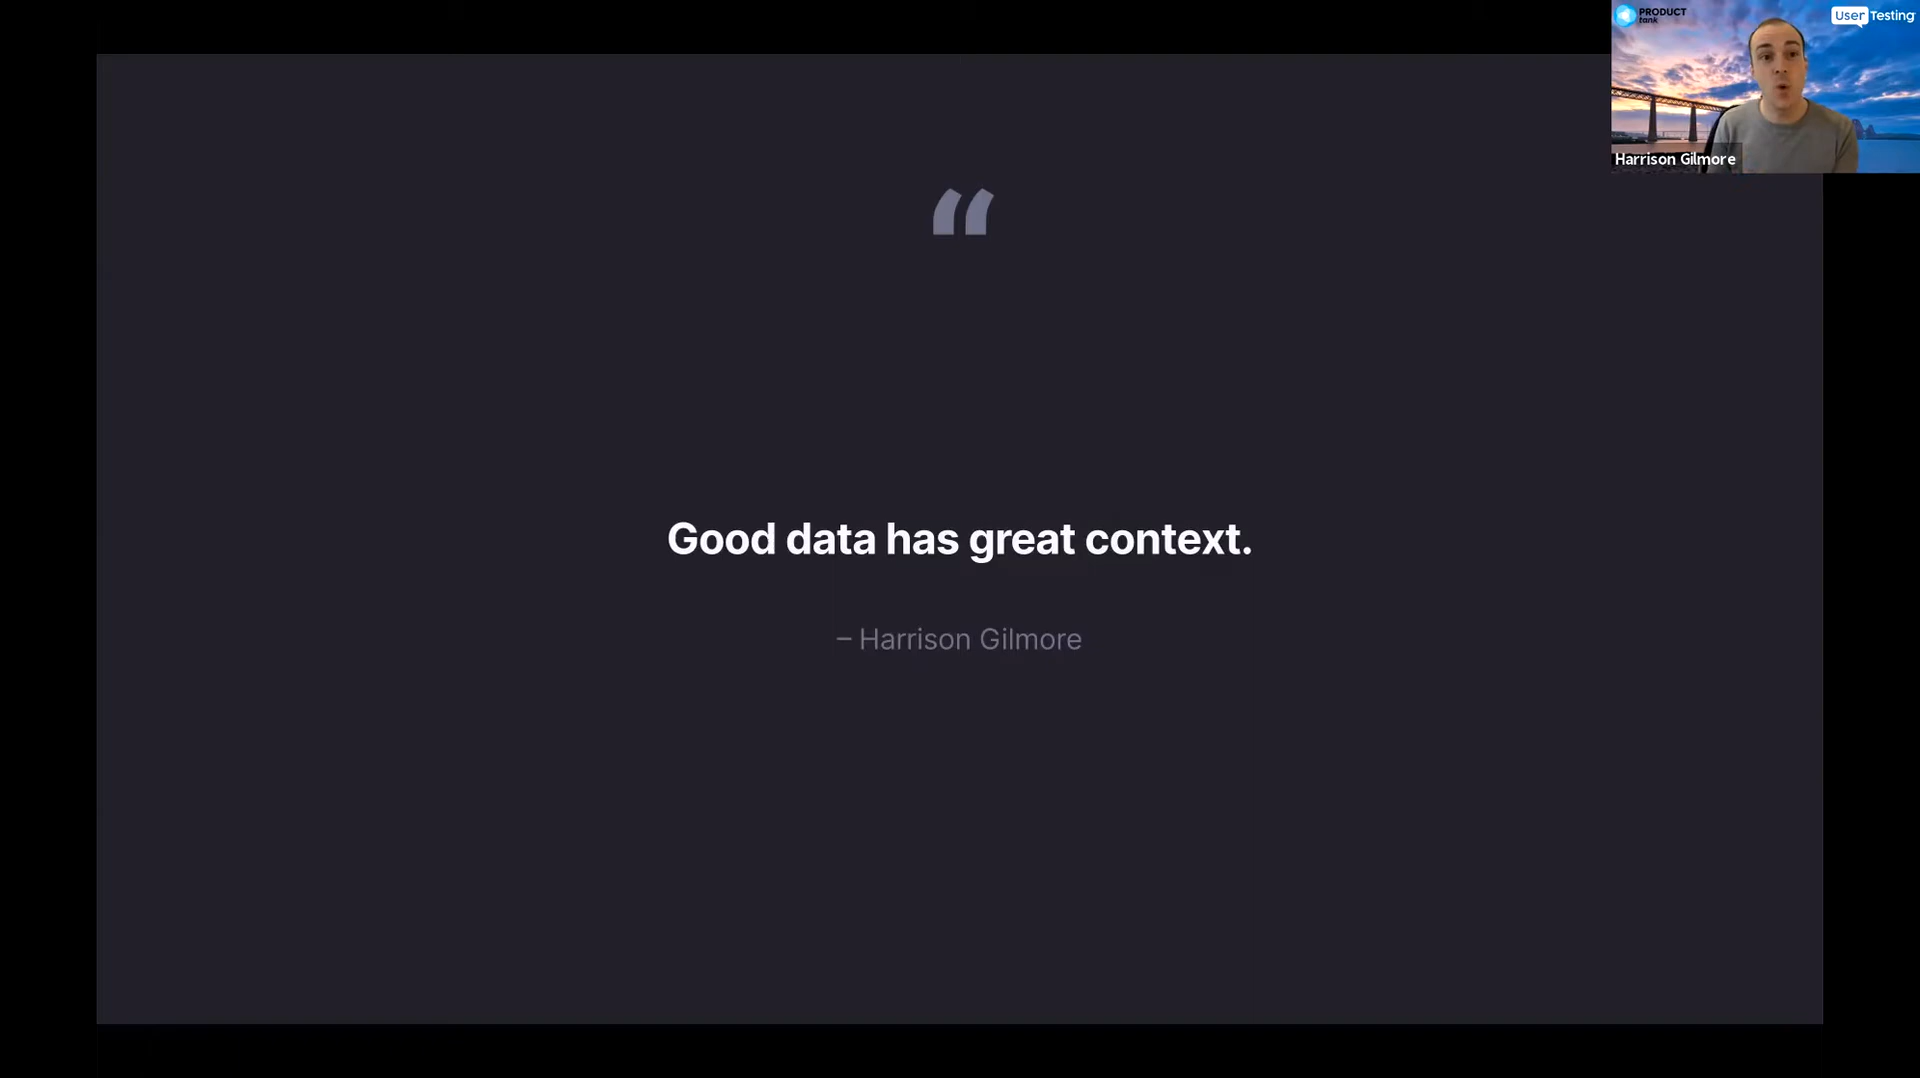 PRODUCT
tank
User Testing
Harrison Gilmore
“
Good data has great context.
– Harrison Gilmore